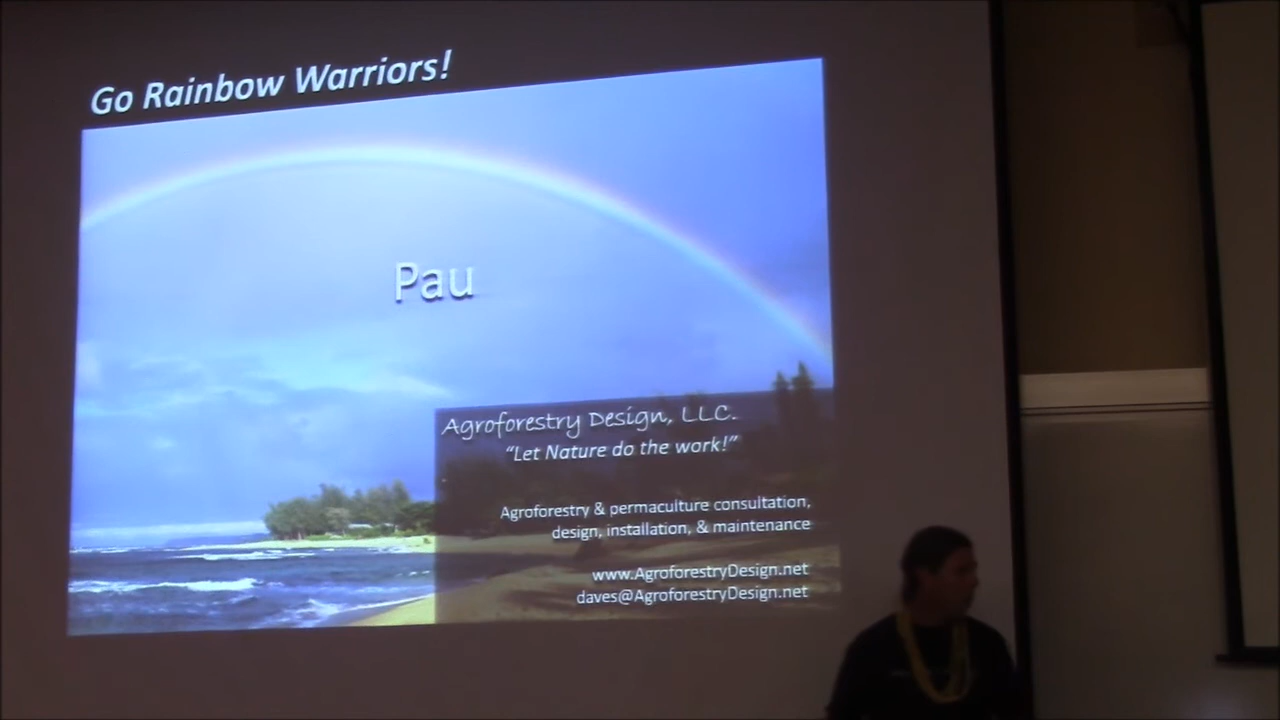 Go Rainbow Warriors!
Pau
Agroforestry Design, LLC.
“Let Nature do the work!”
Agroforestry & permaculture consultation,
design, installation, & maintenance
www.AgroforestryDesign.net
daves@AgroforestryDesign.net